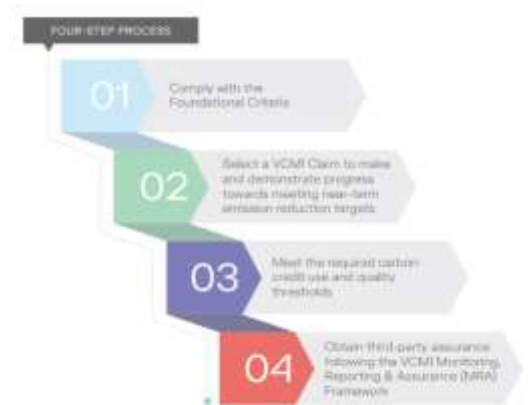 FOUR-STEP PROCESS
01
Comply with the
Foundational Criteria
02
Select a VCMI Claim to make
and demonstrate progress
towards meeting near-term
emission reduction targets
03
Meet the required carbon
credit use and quality
thresholds
04
Obtain third-party assurance
following the VCMI Monitoring,
Reporting & Assurance (MRA)
Framework